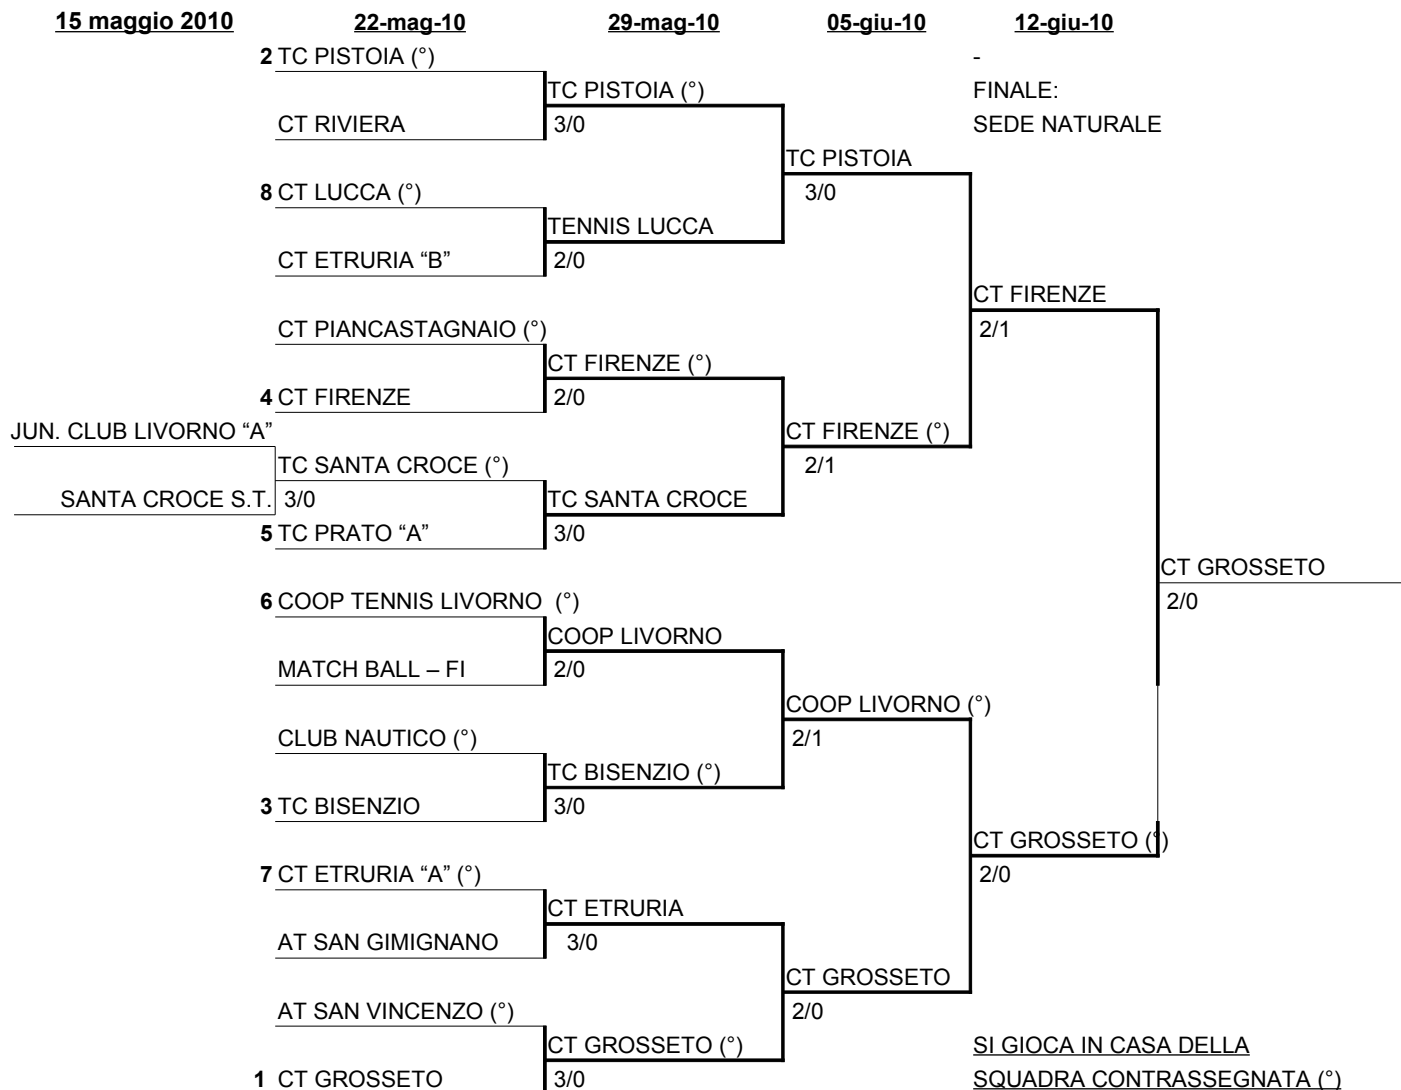 15 maggio 2010 22-mag-10 29-mag-10 05-giu-10 12-giu-10
2 TC PISTOIA (°) -
TC PISTOIA (°) FINALE:
CT RIVIERA 3/0 SEDE NATURALE
TC PISTOIA
8 CT LUCCA (°) 3/0
TENNIS LUCCA
CT ETRURIA “B” 2/0
CT FIRENZE
CT PIANCASTAGNAIO (°) 2/1
CT FIRENZE (°)
4 CT FIRENZE 2/0
JUN. CLUB LIVORNO “A” CT FIRENZE (°)
TC SANTA CROCE (°) 2/1
SANTA CROCE S.T. 3/0 TC SANTA CROCE
5 TC PRATO “A” 3/0
CT GROSSETO
6 COOP TENNIS LIVORNO (°) 2/0
COOP LIVORNO
MATCH BALL – FI 2/0
COOP LIVORNO (°)
CLUB NAUTICO (°) 2/1
TC BISENZIO (°)
3 TC BISENZIO 3/0
CT GROSSETO (°)
7 CT ETRURIA “A” (°) 2/0
CT ETRURIA
AT SAN GIMIGNANO 3/0
CT GROSSETO
AT SAN VINCENZO (°) 2/0
CT GROSSETO (°) SI GIOCA IN CASA DELLA
1 CT GROSSETO 3/0 SQUADRA CONTRASSEGNATA (°)